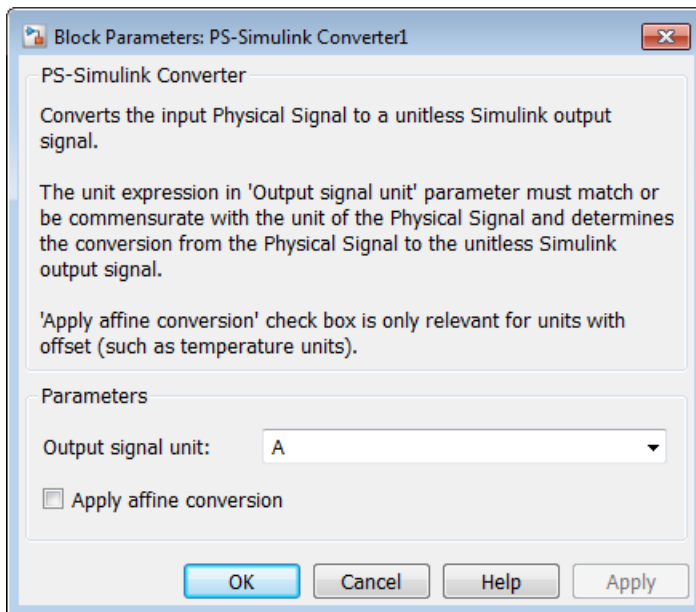 Block Parameters: PS-Simulink Converter1
PS-Simulink Converter
Converts the input Physical Signal to a unitless Simulink output
signal.
The unit expression in 'Output signal unit' parameter must match or
be commensurate with the unit of the Physical Signal and determines
the conversion from the Physical Signal to the unitless Simulink
output signal.
'Apply affine conversion' check box is only relevant for units with
offset (such as temperature units).
Parameters
Output signal unit: A
Apply affine conversion
OK Cancel Help Apply